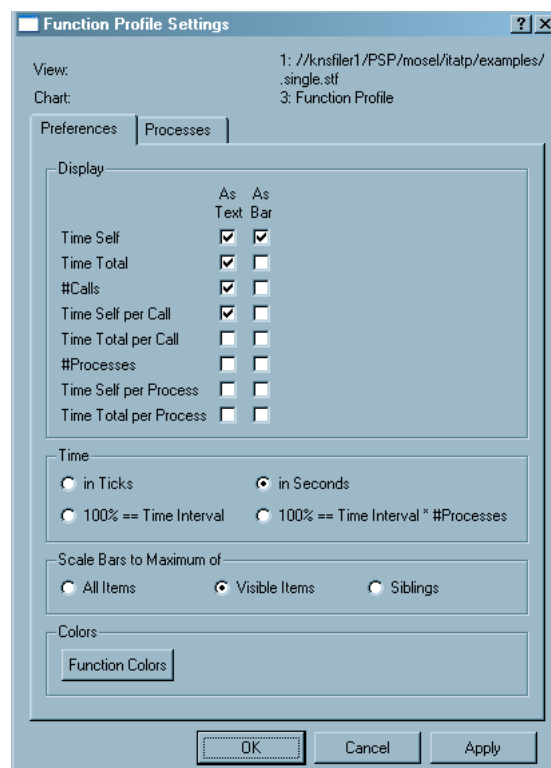 Function Profile Settings
View: 1: //knsfiler1/PSP/mosel/itatp/examples/
.single.stf
Chart: 3: Function Profile
Preferences Processes
Display
As As
Text Bar
Time Self
Time Total
#Calls
Time Self per Call
Time Total per Call
#Processes
Time Self per Process
Time Total per Process
Time
in Ticks in Seconds
100% == Time Interval 100% == Time Interval * #Processes
Scale Bars to Maximum of
All Items Visible Items Siblings
Colors
Function Colors
OK Cancel Apply